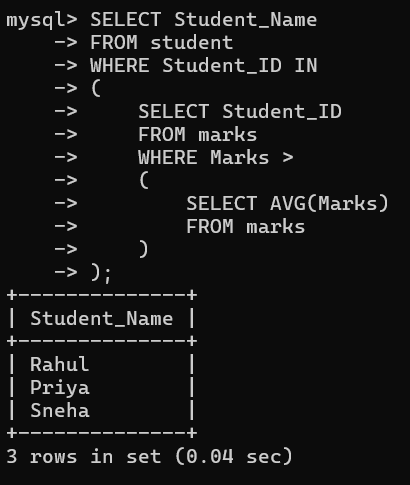 mysql> SELECT Student_Name
    -> FROM student
    -> WHERE Student_ID IN
    -> (
    ->     SELECT Student_ID
    ->     FROM marks
    ->     WHERE Marks >
    ->     (
    ->         SELECT AVG(Marks)
    ->         FROM marks
    ->     )
    -> );
+--------------+
| Student_Name |
+--------------+
| Rahul        |
| Priya        |
| Sneha        |
+--------------+
3 rows in set (0.04 sec)